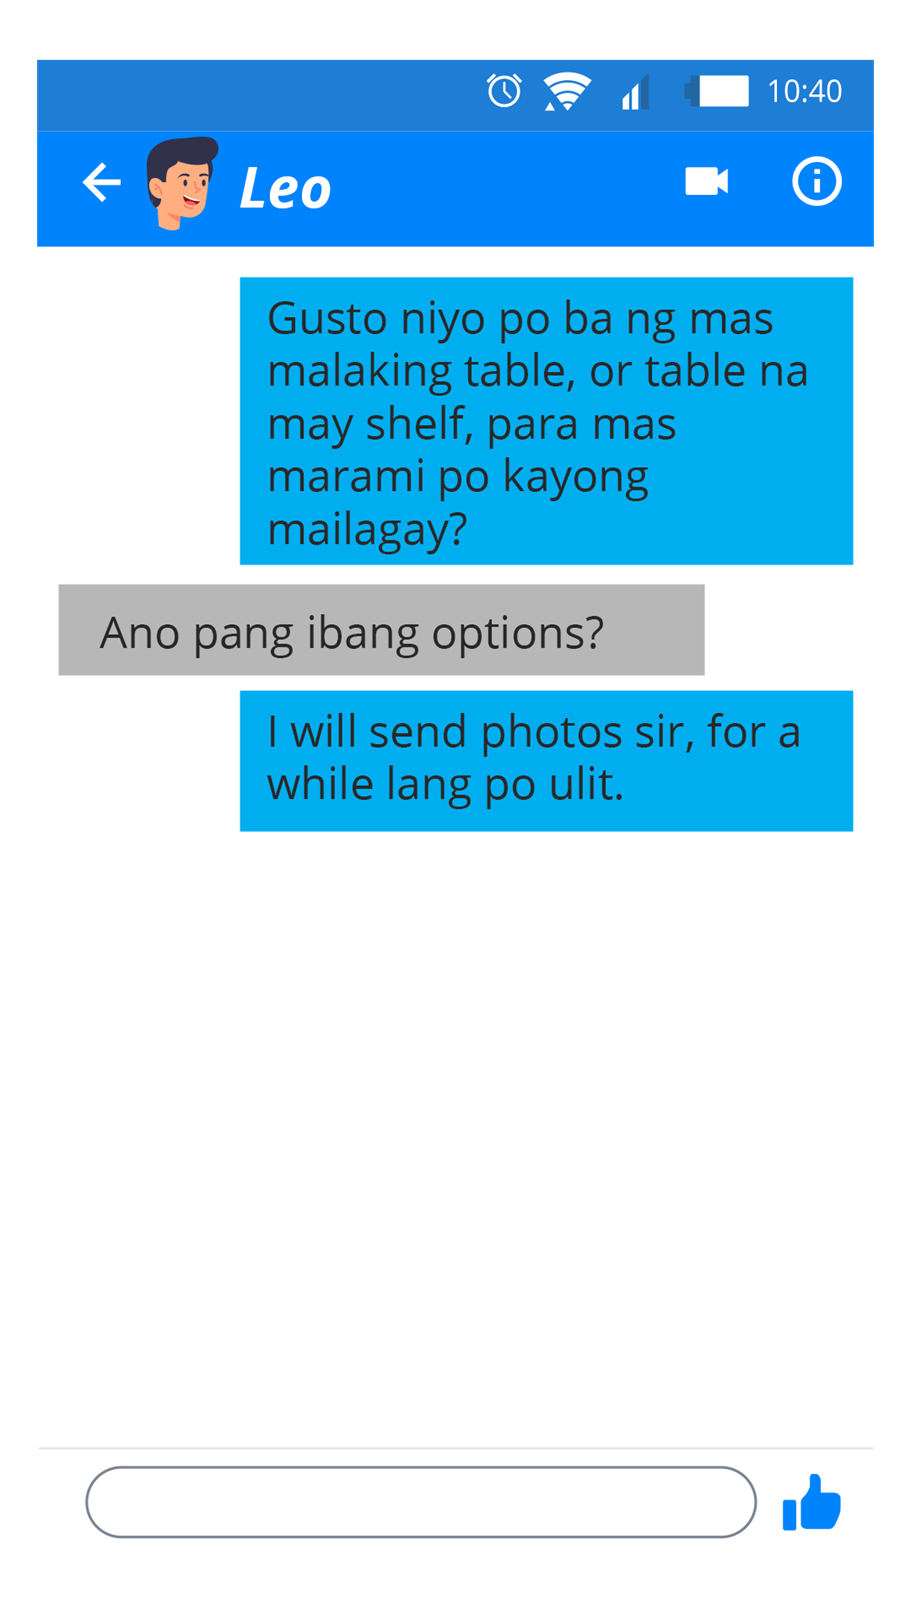 10:40
Leo
Gusto niyo po ba ng mas
malaking table, or table na
may shelf, para mas
marami po kayong
mailagay?
Ano pang ibang options?
I will send photos sir, for a
while lang po ulit.